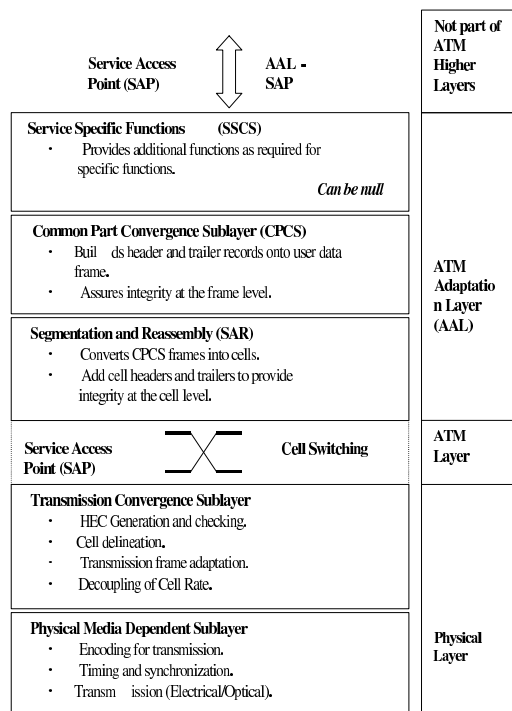 Not part of
ATM
Higher
Layers
Service Access
Point (SAP)
AAL -
SAP
Service Specific Functions (SSCS)
· Provides additional functions as required for
specific functions.
Can be null
Common Part Convergence Sublayer (CPCS)
· Buil ds header and trailer records onto user data
frame.
· Assures integrity at the frame level.
Segmentation and Reassembly (SAR)
· Converts CPCS frames into cells.
· Add cell headers and trailers to provide
integrity at the cell level.
ATM
Adaptatio
n Layer
(AAL)
Service Access
Point (SAP)
Cell Switching
ATM
Layer
Transmission Convergence Sublayer
· HEC Generation and checking.
· Cell delineation.
· Transmission frame adaptation.
· Decoupling of Cell Rate.
Physical Media Dependent Sublayer
· Encoding for transmission.
· Timing and synchronization.
· Transm ission (Electrical/Optical).
Physical
Layer